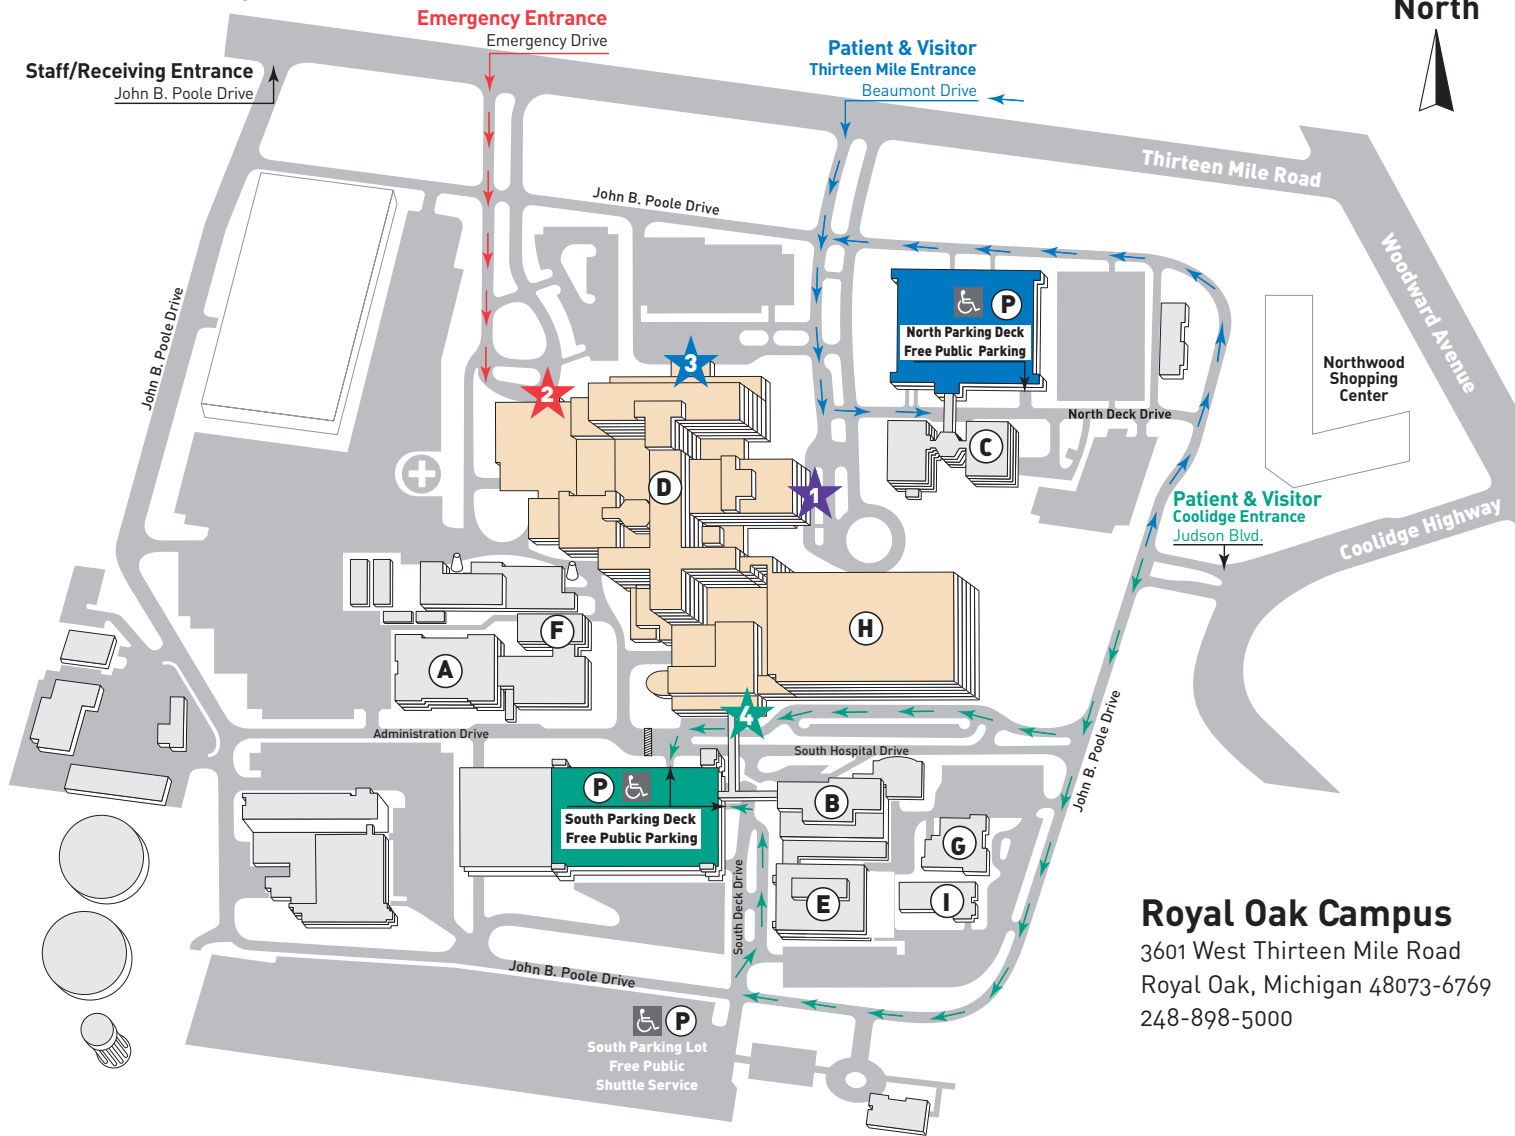 North
Emergency Entrance
Emergency Drive
Patient & Visitor
Thirteen Mile Entrance
Beaumont Drive
Staff/Receiving Entrance
John B. Poole Drive
Thirteen Mile Road
John B. Poole Drive
Woodward Avenue
John B. Poole Drive
P
North Parking Deck
Free Public Parking
3
2
Northwood
Shopping
Center
North Deck Drive
C
D
1
Patient & Visitor
Coolidge Entrance
Judson Blvd.
Coolidge Highway
F
H
A
4
Administration Drive
South Hospital Drive
John B. Poole Drive
P
South Parking Deck
Free Public Parking
B
G
E
I
South Deck Drive
Royal Oak Campus
3601 West Thirteen Mile Road
Royal Oak, Michigan 48073-6769
248-898-5000
John B. Poole Drive
P
South Parking Lot
Free Public
Shuttle Service